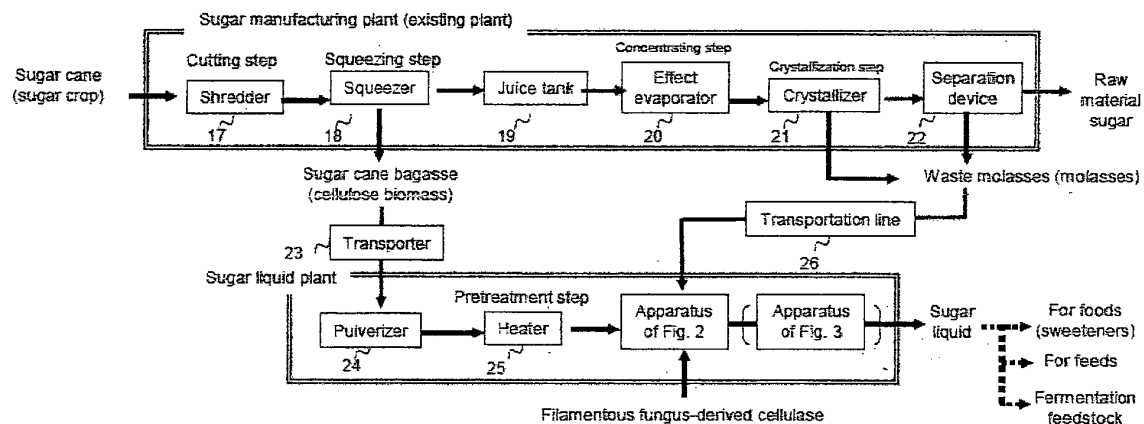 Sugar manufacturing plant (existing plant)
Cutting step
Squeezing step
Concentrating step
Crystallization step
Sugar cane
(sugar crop)
Shredder
Squeezer
Juice tank
Effect
evaporator
Crystallizer
Separation
device
Raw
material
sugar
17
18
19
20
21
22
Sugar cane bagasse
(cellulose biomass)
Waste molasses (molasses)
23
Transporter
Transportation line
26
Sugar liquid plant
Pretreatment step
Pulverizer
Heater
Apparatus
of Fig. 2
Apparatus
of Fig. 3
Sugar
liquid
For foods
(sweeteners)
For feeds
Fermentation
feedstock
24
25
Filamentous fungus-derived cellulase